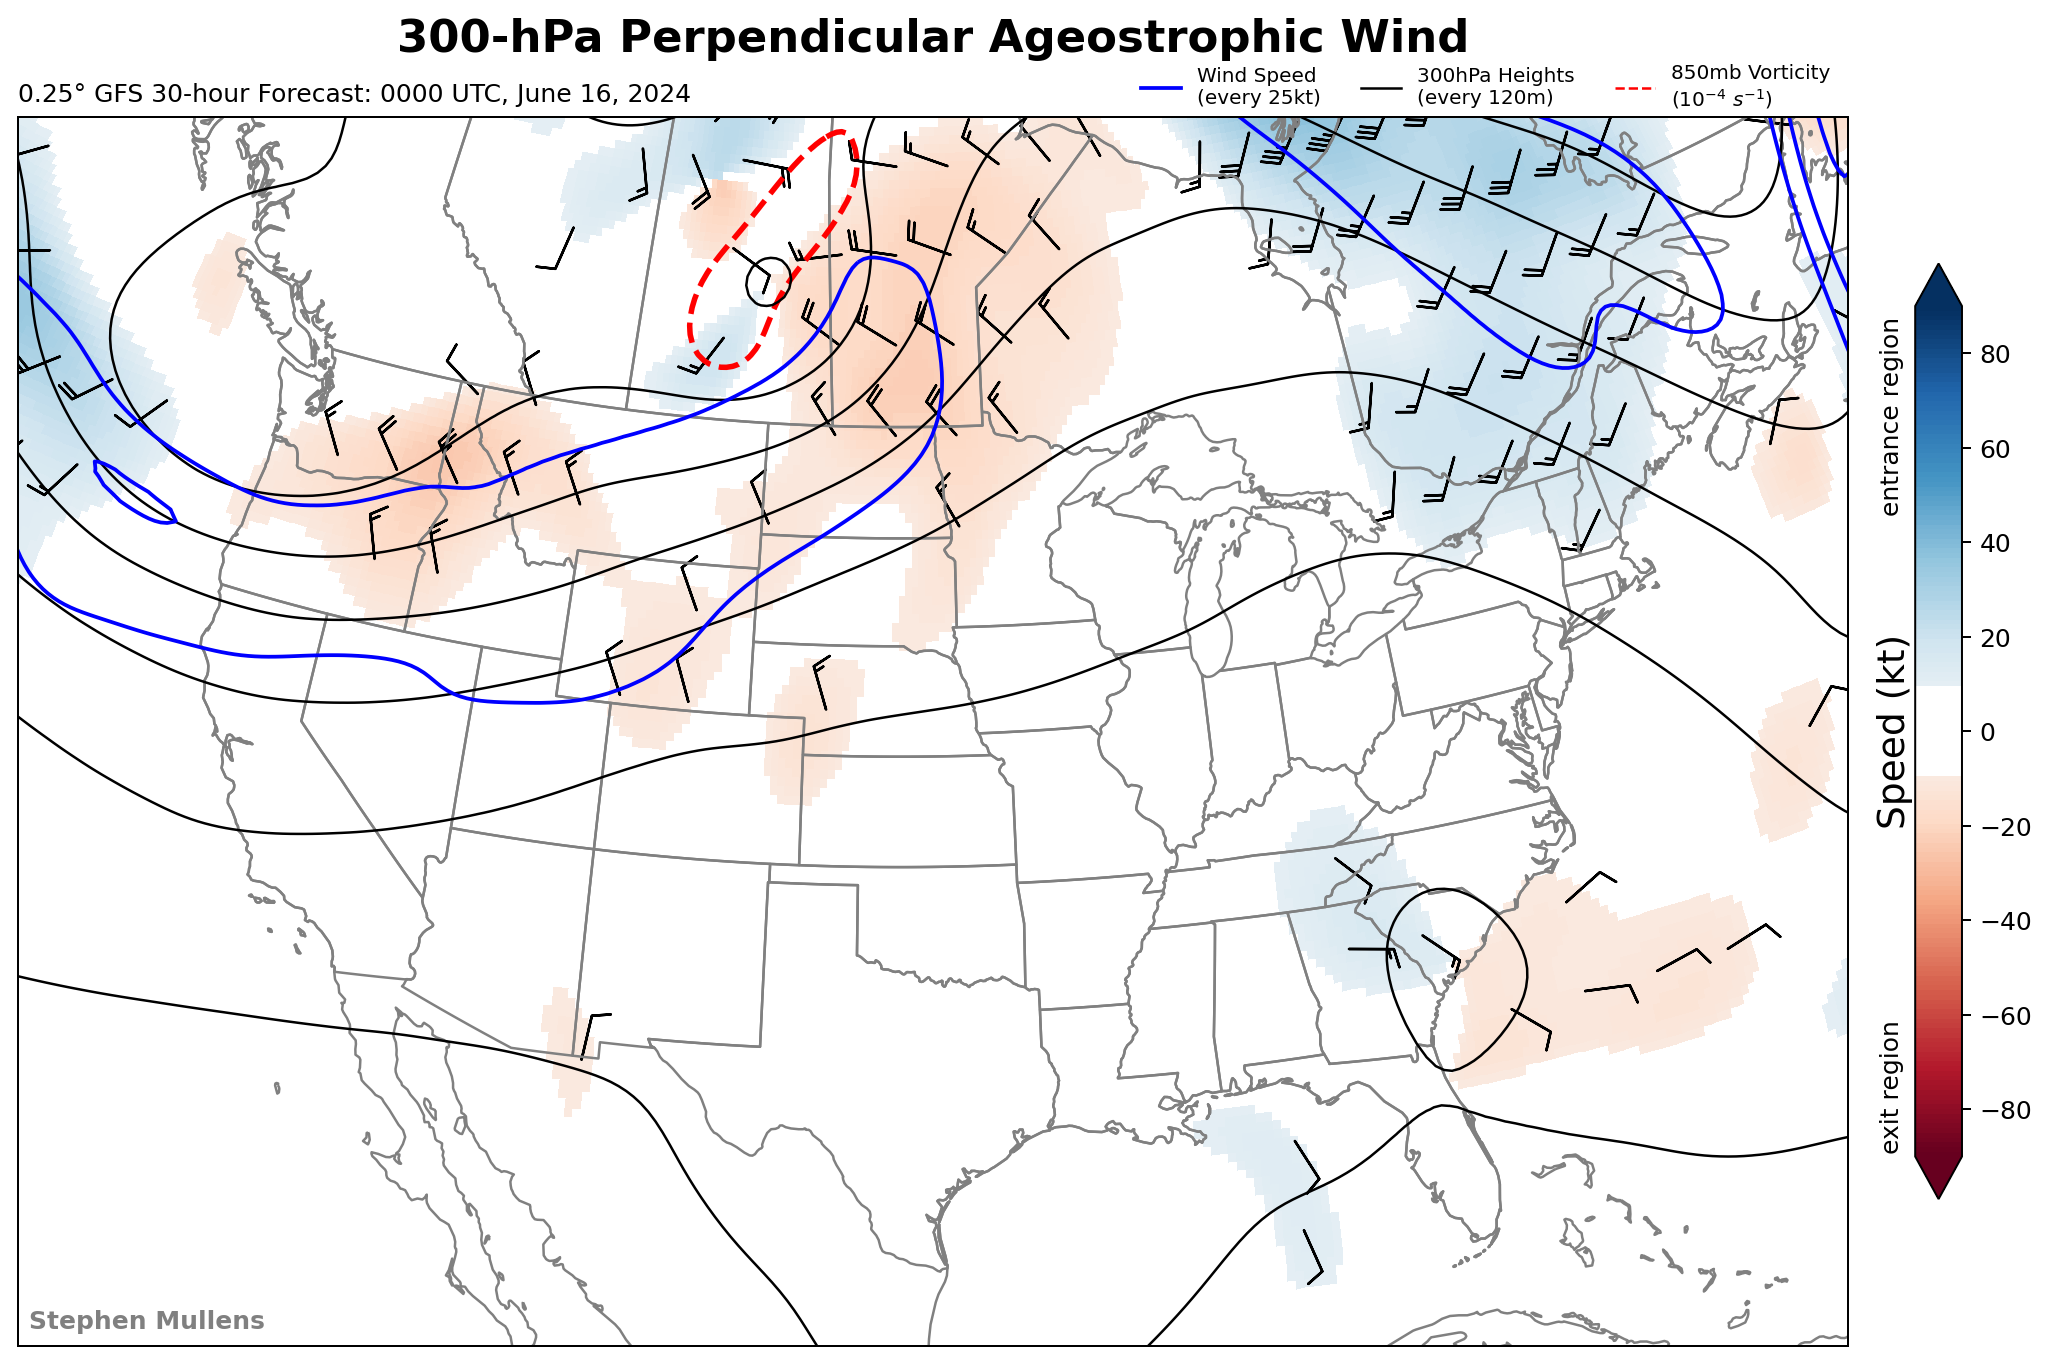 300-hPa Perpendicular Ageostrophic Wind
0.25° GFS 30-hour Forecast: 0000 UTC, June 16, 2024
Wind Speed
(every 25kt)
300hPa Heights
(every 120m)
850mb Vorticity
(10⁻⁴ s⁻¹)
entrance region
Speed (kt)
exit region
80
60
40
20
0
−20
−40
−60
−80
Stephen Mullens